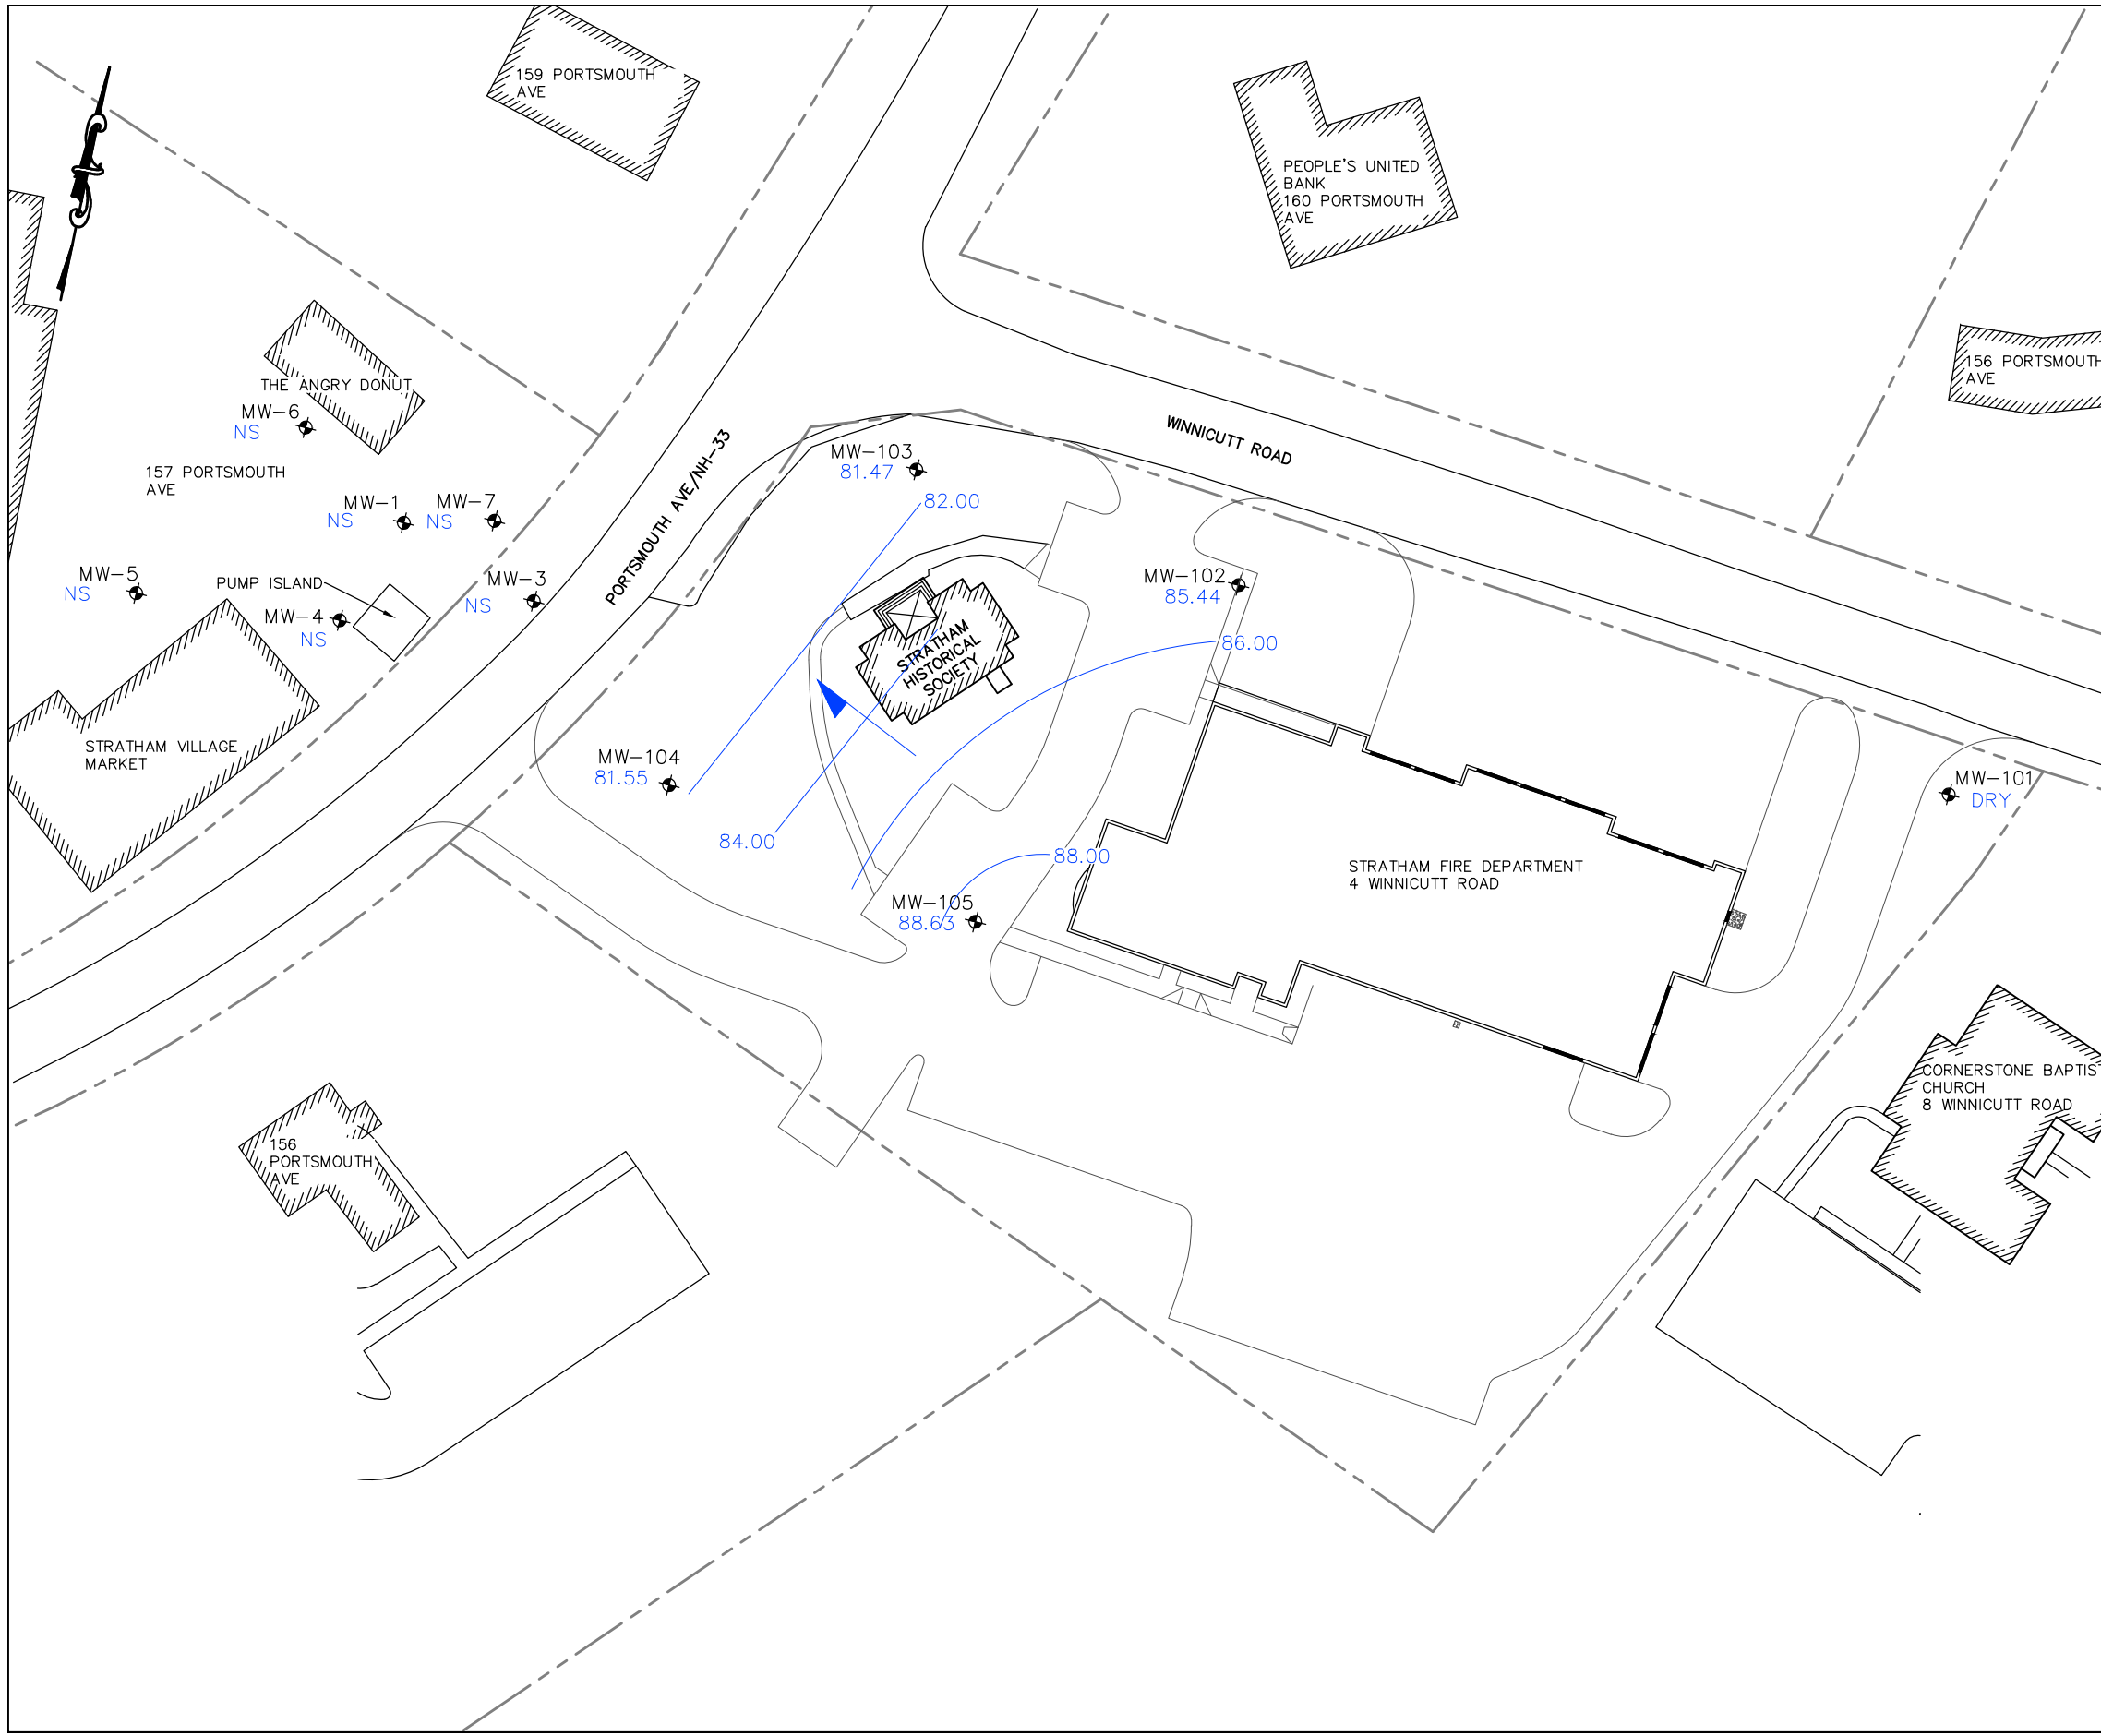 159 PORTSMOUTH
AVE
PEOPLE'S UNITED
BANK
160 PORTSMOUTH
AVE
156 PORTSMOUTH
AVE
THE ANGRY DONUT
MW-6
NS
157 PORTSMOUTH
AVE
MW-1
NS
MW-7
NS
MW-5
NS
PUMP ISLAND
MW-4
NS
MW-3
NS
STRATHAM VILLAGE
MARKET
PORTSMOUTH AVE/NH-33
WINNICUTT ROAD
MW-103
81.47
82.00
MW-102
85.44
86.00
STRATHAM
HISTORICAL
SOCIETY
MW-104
81.55
84.00
88.00
MW-105
88.63
STRATHAM FIRE DEPARTMENT
4 WINNICUTT ROAD
MW-101
DRY
CORNERSTONE BAPTIS
CHURCH
8 WINNICUTT ROAD
156
PORTSMOUTH
AVE